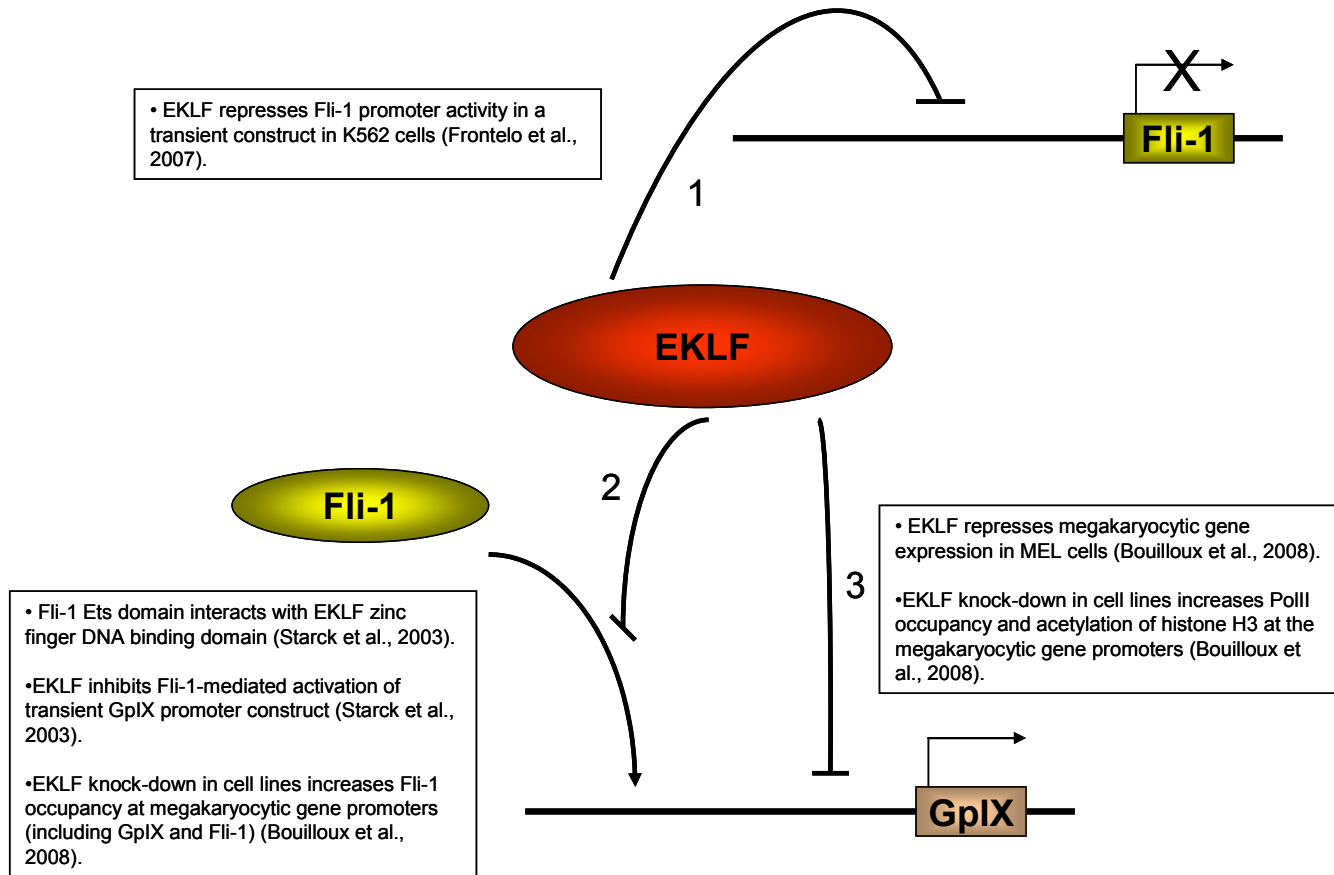 • EKLF represses Fli-1 promoter activity in a
transient construct in K562 cells (Frontelo et al.,
2007).
X
Fli-1
1
EKLF
2
Fli-1
3
• EKLF represses megakaryocytic gene
expression in MEL cells (Bouilloux et al., 2008).
•EKLF knock-down in cell lines increases PolII
occupancy and acetylation of histone H3 at the
megakaryocytic gene promoters (Bouilloux et
al., 2008).
• Fli-1 Ets domain interacts with EKLF zinc
finger DNA binding domain (Starck et al., 2003).
•EKLF inhibits Fli-1-mediated activation of
transient GpIX promoter construct (Starck et al.,
2003).
•EKLF knock-down in cell lines increases Fli-1
occupancy at megakaryocytic gene promoters
(including GpIX and Fli-1) (Bouilloux et al.,
2008).
GpIX